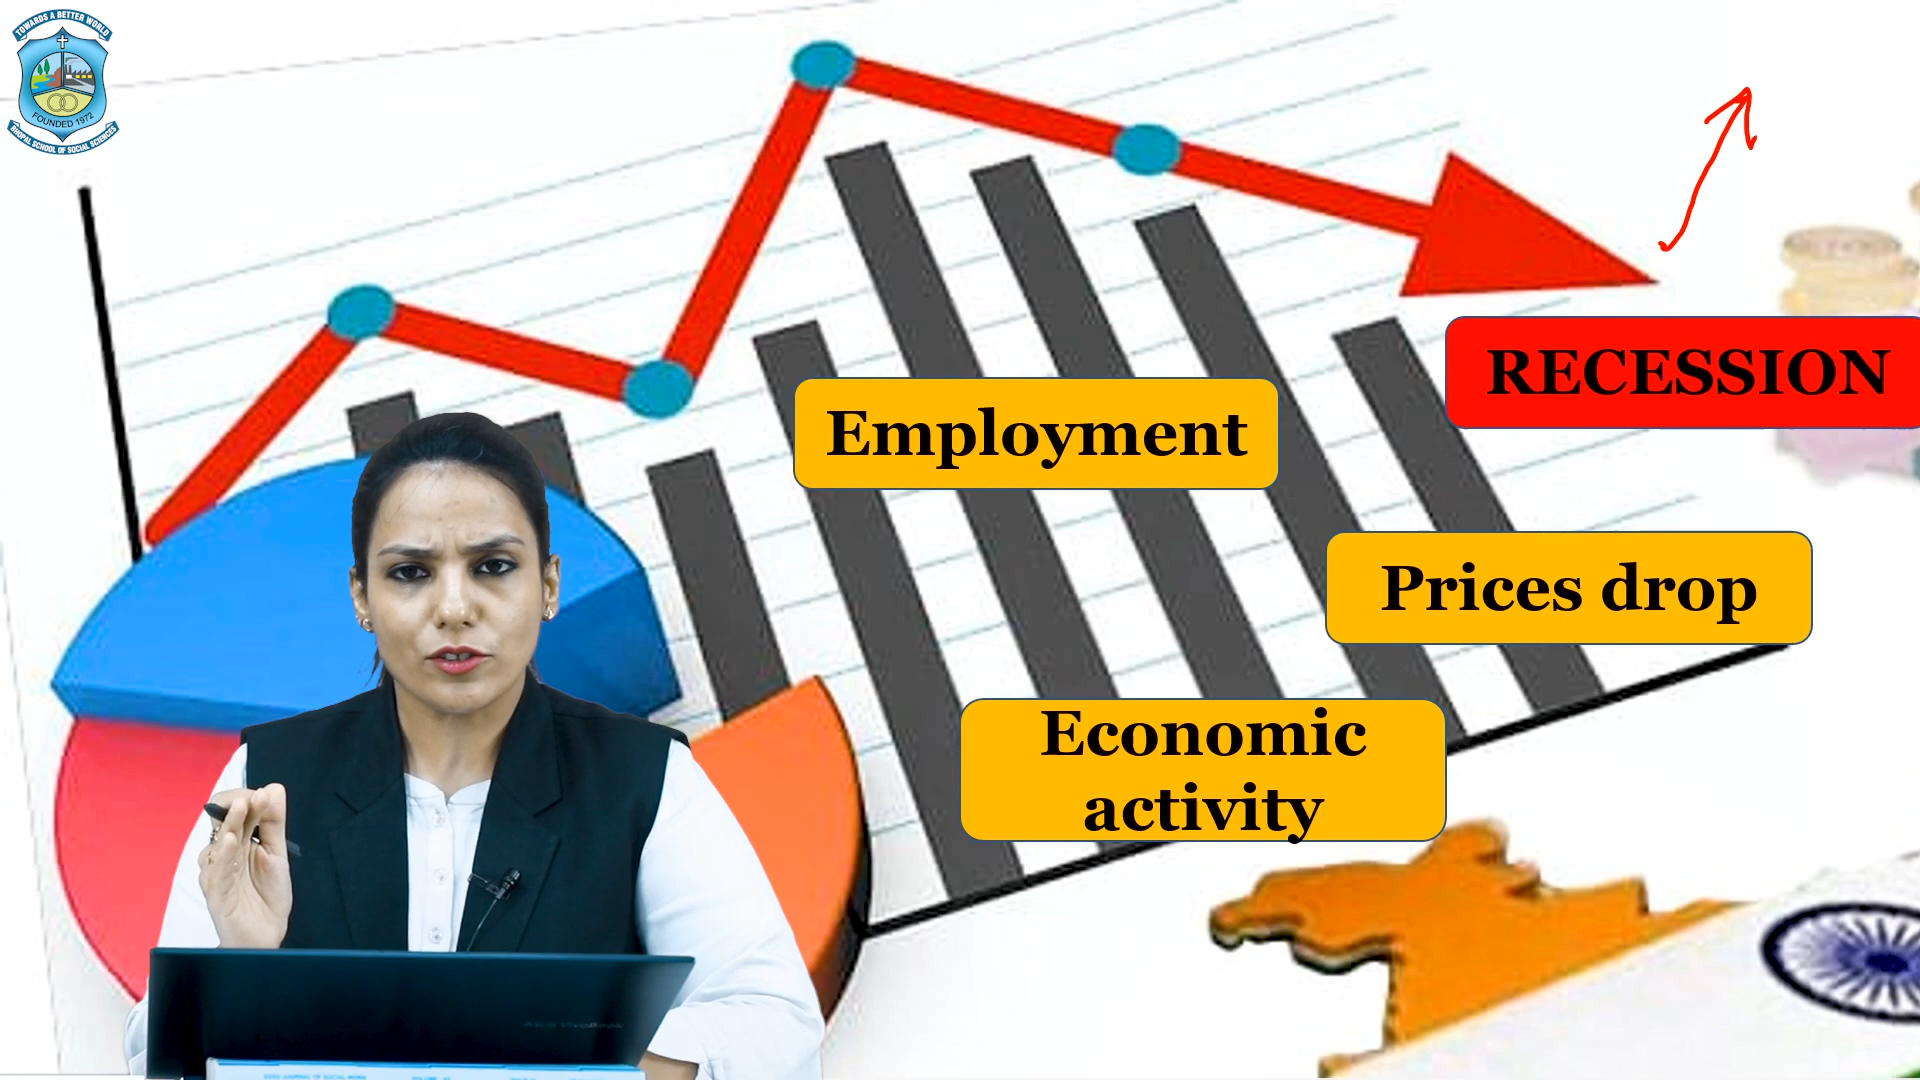 TOWARDS A BETTER WORLD
FOUNDED 1972
BHOPAL SCHOOL OF SOCIAL SCIENCES
RECESSION
Employment
Prices drop
Economic
activity